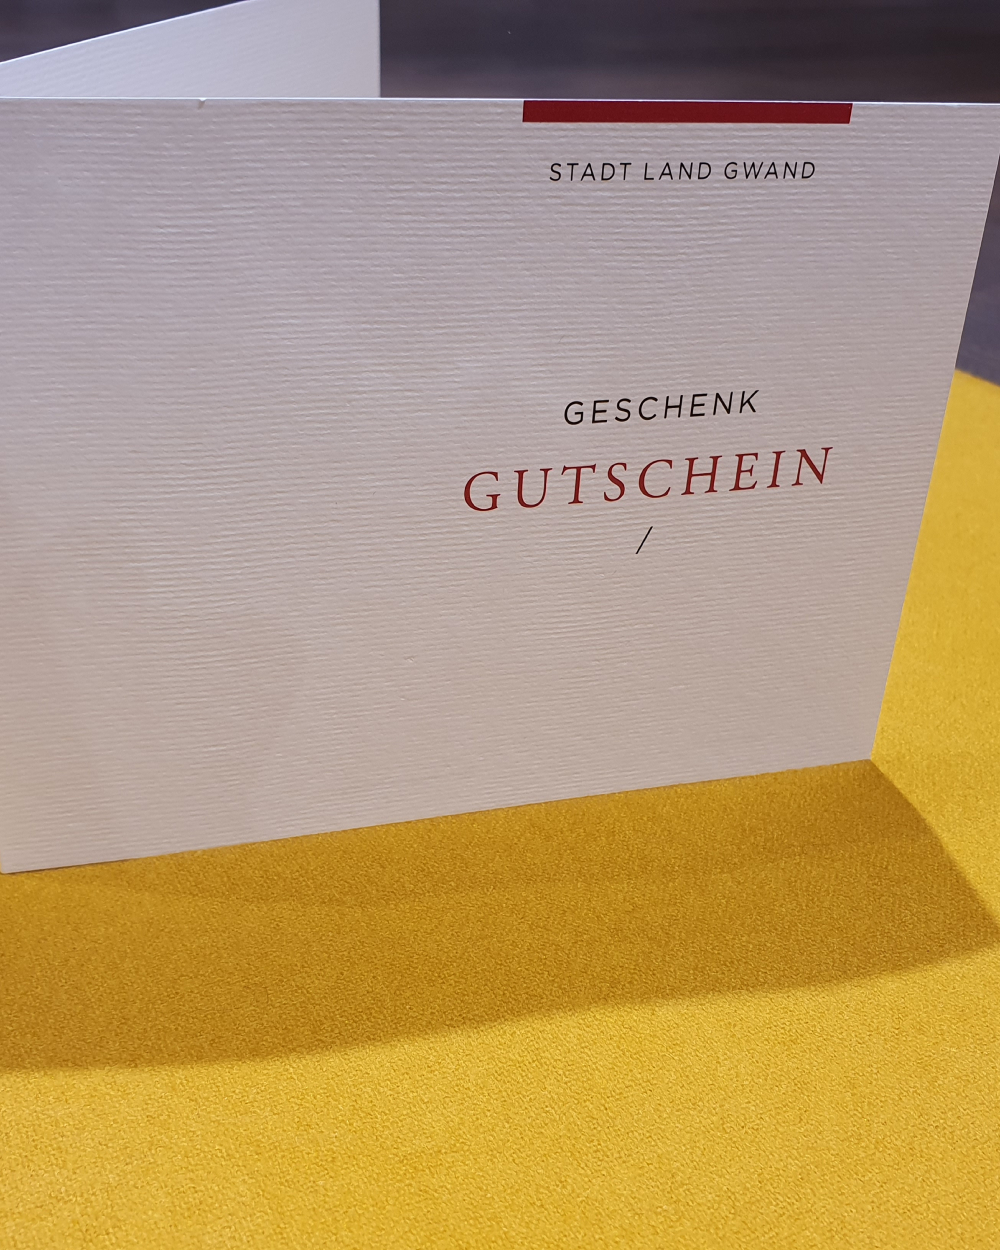 STADT LAND GWAND
GESCHENK
GUTSCHEIN
/